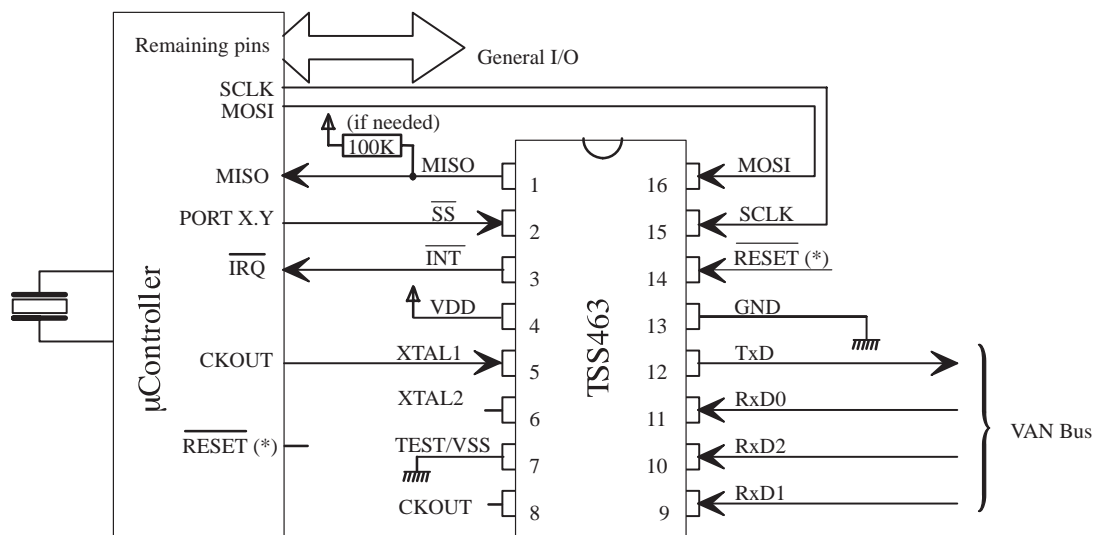 Remaining pins
General I/O
SCLK
MOSI
(if needed)
100K
MISO
MISO
1
16
MOSI
PORT X.Y
SS
2
15
SCLK
IRQ
INT
3
14
RESET (*)
VDD
4
13
GND
CKOUT
XTAL1
5
12
TxD
XTAL2
6
11
RxD0
RESET (*)
TEST/VSS
7
10
RxD2
CKOUT
8
9
RxD1
µController
TSS463
VAN Bus